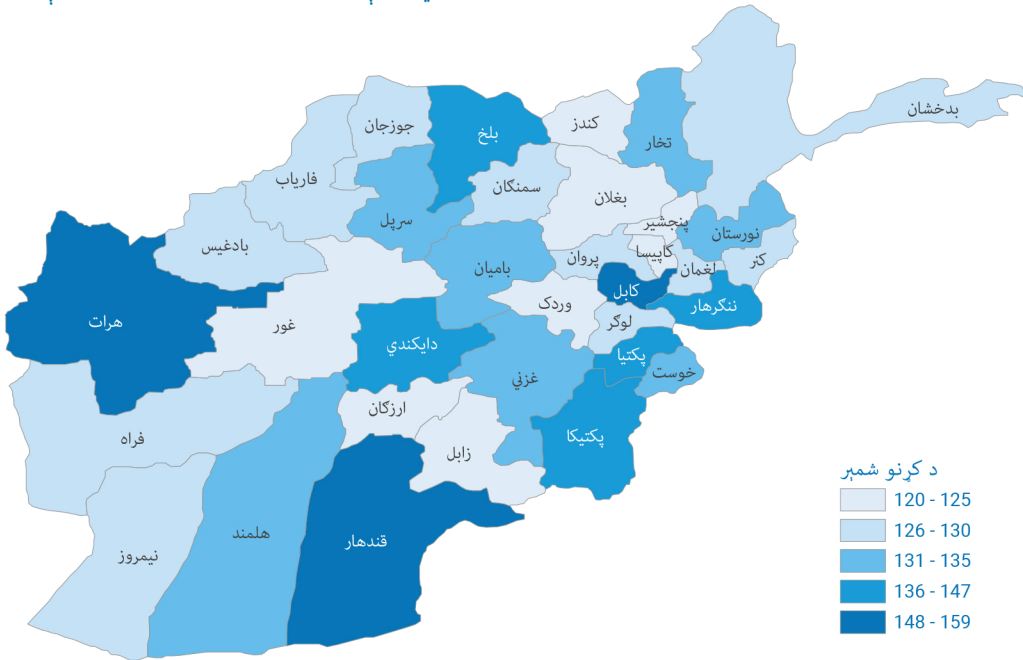 بدخشان
جوزجان
بلخ
کندز
تخار
فاریاب
سمنګان
بغلان
سرپل
پنجشیر
نورستان
بادغیس
کاپیسا
پروان
لغمان
کنر
بامیان
کابل
وردک
ننګرهار
هرات
غور
لوګر
دایکندي
پکتیا
خوست
غزني
ارزګان
فراه
پکتیکا
زابل
هلمند
قندهار
نیمروز
د کړنو شمېر
120 - 125
126 - 130
131 - 135
136 - 147
148 - 159